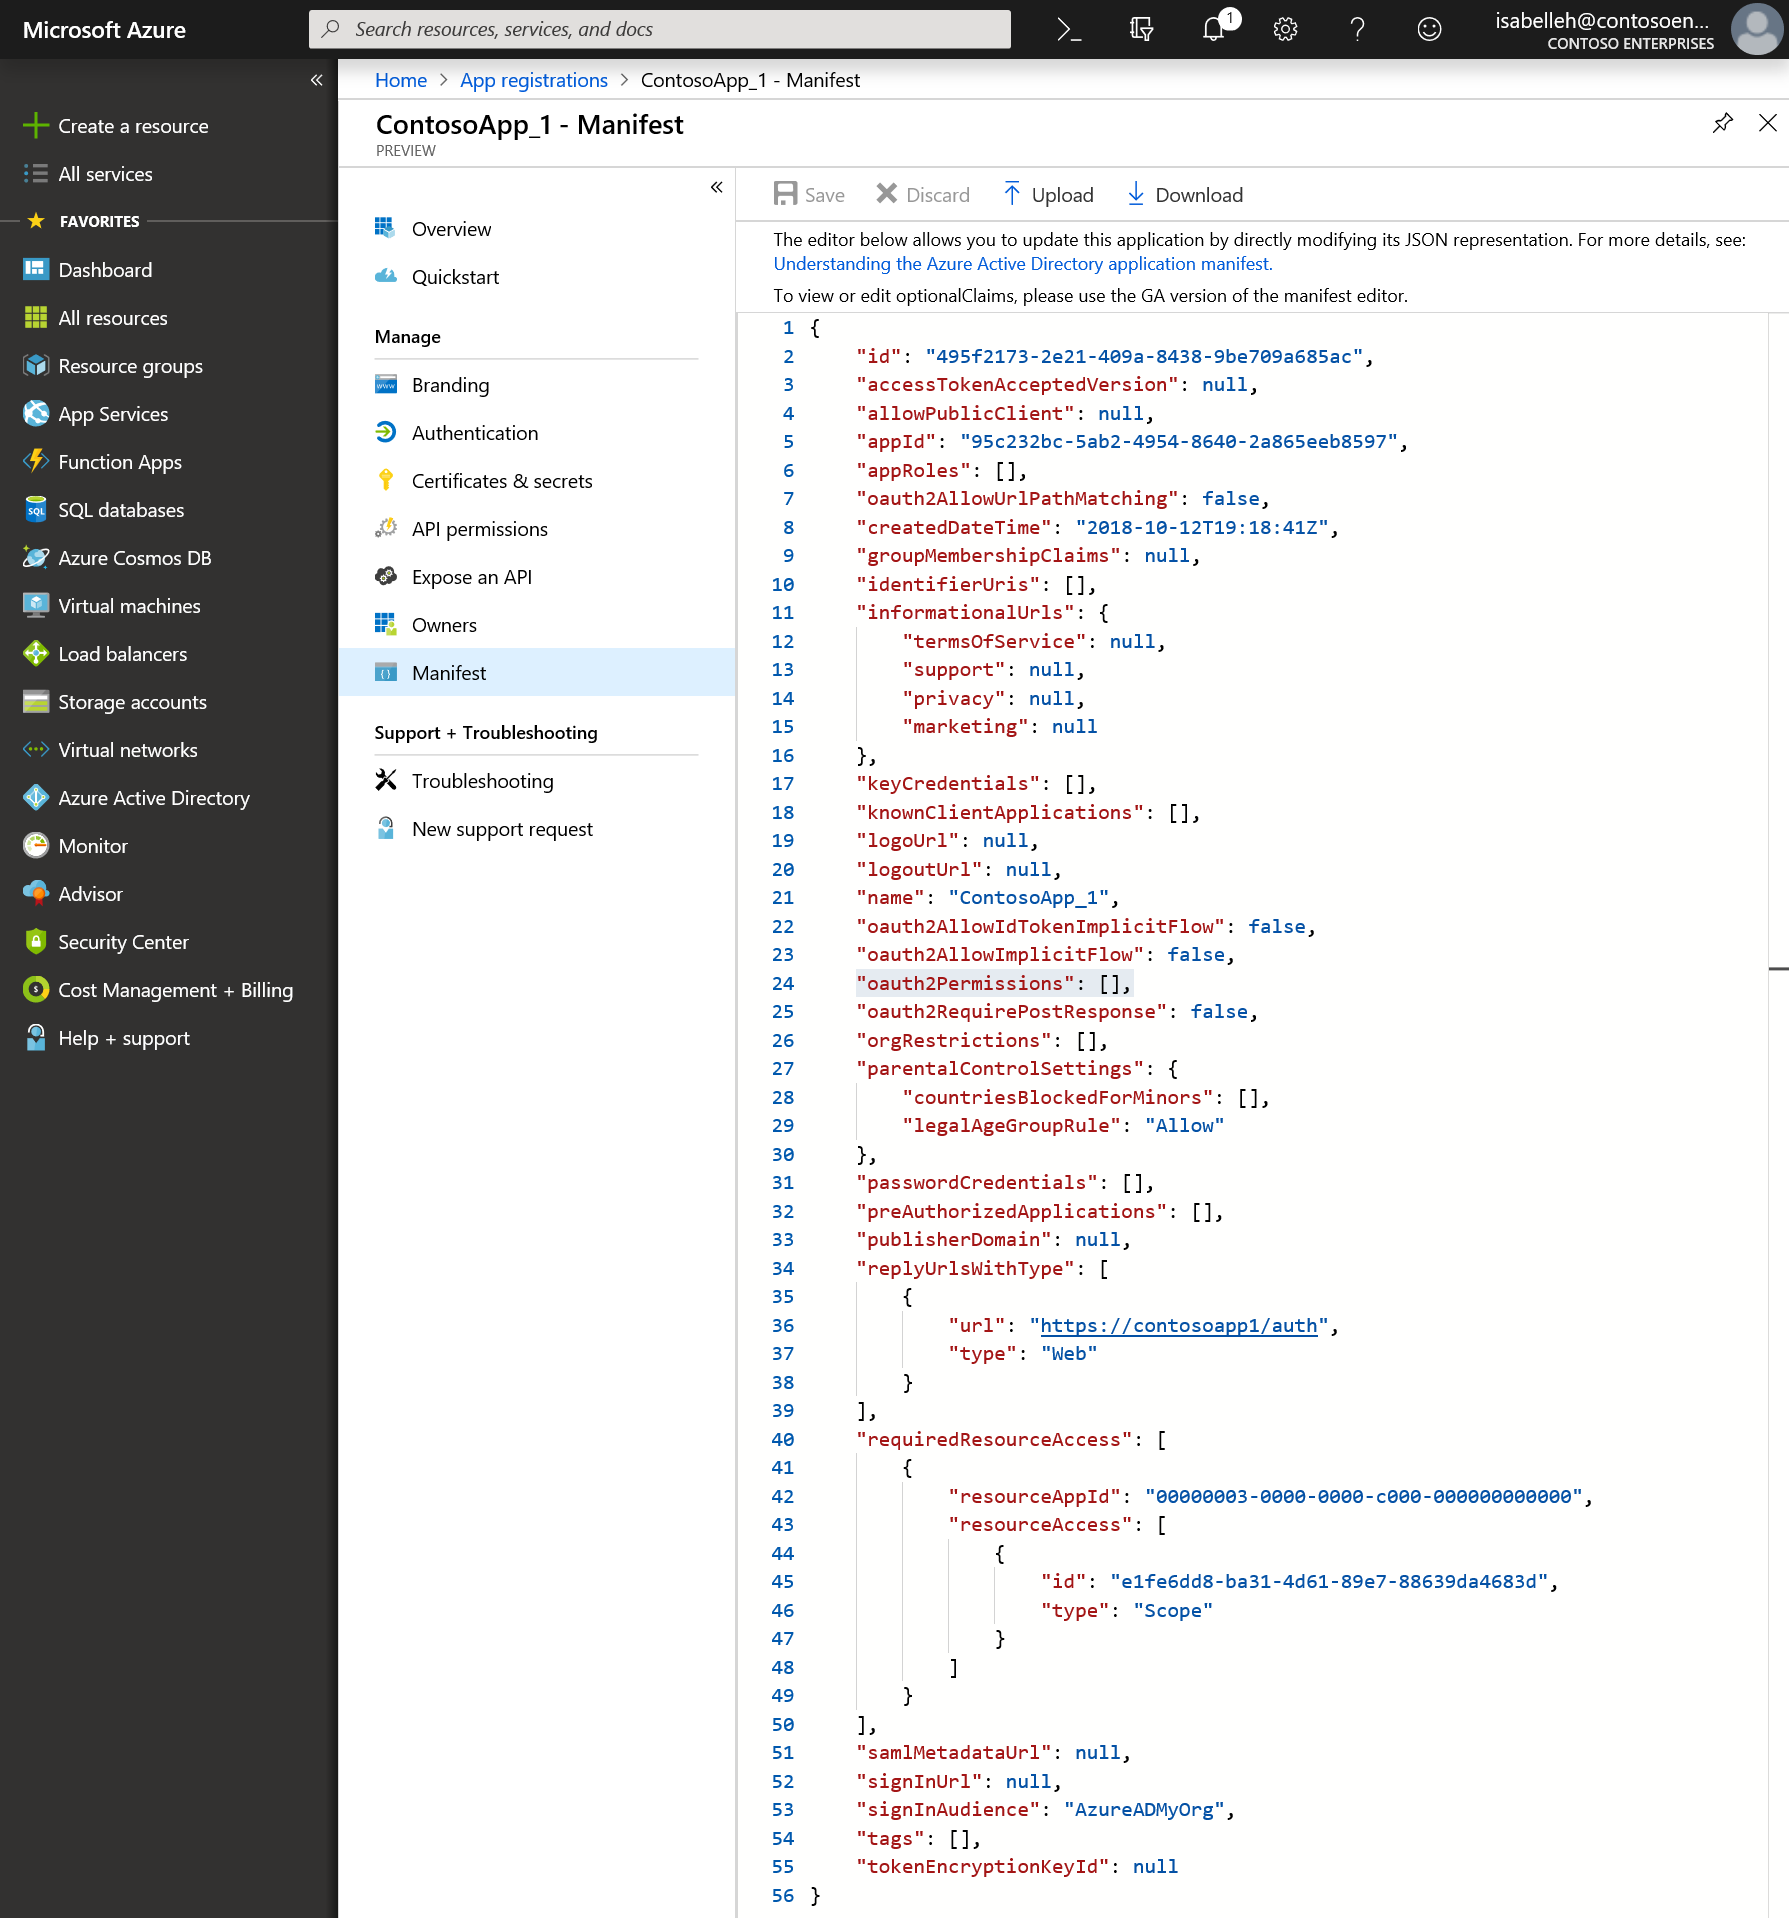 Microsoft Azure
Search resources, services, and docs
1
isabelleh@contosoen...
CONTOSO ENTERPRISES
Create a resource
All services
FAVORITES
Dashboard
All resources
Resource groups
App Services
Function Apps
SQL databases
Azure Cosmos DB
Virtual machines
Load balancers
Storage accounts
Virtual networks
Azure Active Directory
Monitor
Advisor
Security Center
Cost Management + Billing
Help + support
Home > App registrations > ContosoApp_1 - Manifest
ContosoApp_1 - Manifest
PREVIEW
Overview
Quickstart
Manage
Branding
Authentication
Certificates & secrets
API permissions
Expose an API
Owners
Manifest
Support + Troubleshooting
Troubleshooting
New support request
Save Discard Upload Download
The editor below allows you to update this application by directly modifying its JSON representation. For more details, see:
Understanding the Azure Active Directory application manifest.
To view or edit optionalClaims, please use the GA version of the manifest editor.
1 {
2 "id": "495f2173-2e21-409a-8438-9be709a685ac",
3 "accessTokenAcceptedVersion": null,
4 "allowPublicClient": null,
5 "appId": "95c232bc-5ab2-4954-8640-2a865eeb8597",
6 "appRoles": [],
7 "oauth2AllowUrlPathMatching": false,
8 "createdDateTime": "2018-10-12T19:18:41Z",
9 "groupMembershipClaims": null,
10 "identifierUris": [],
11 "informationalUrls": {
12 "termsOfService": null,
13 "support": null,
14 "privacy": null,
15 "marketing": null
16 },
17 "keyCredentials": [],
18 "knownClientApplications": [],
19 "logoUrl": null,
20 "logoutUrl": null,
21 "name": "ContosoApp_1",
22 "oauth2AllowIdTokenImplicitFlow": false,
23 "oauth2AllowImplicitFlow": false,
24 "oauth2Permissions": [],
25 "oauth2RequirePostResponse": false,
26 "orgRestrictions": [],
27 "parentalControlSettings": {
28 "countriesBlockedForMinors": [],
29 "legalAgeGroupRule": "Allow"
30 },
31 "passwordCredentials": [],
32 "preAuthorizedApplications": [],
33 "publisherDomain": null,
34 "replyUrlsWithType": [
35 {
36 "url": "https://contosoapp1/auth",
37 "type": "Web"
38 }
39 ],
40 "requiredResourceAccess": [
41 {
42 "resourceAppId": "00000003-0000-0000-c000-000000000000",
43 "resourceAccess": [
44 {
45 "id": "e1fe6dd8-ba31-4d61-89e7-88639da4683d",
46 "type": "Scope"
47 }
48 ]
49 }
50 ],
51 "samlMetadataUrl": null,
52 "signInUrl": null,
53 "signInAudience": "AzureADMyOrg",
54 "tags": [],
55 "tokenEncryptionKeyId": null
56 }